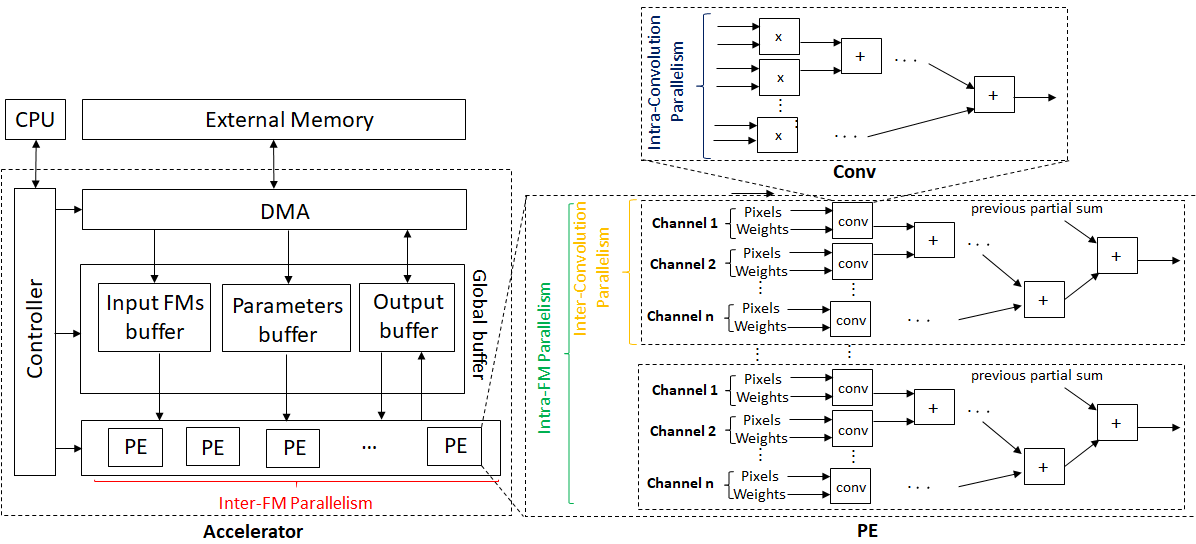 CPU
External Memory
Controller
DMA
Global buffer
Input FMs
buffer
Parameters
buffer
Output
buffer
PE
PE
PE
...
PE
Inter-FM Parallelism
Accelerator
Intra-Convolution
Parallelism
x
x
x
+
...
+
...
Conv
Intra-FM Parallelism
Inter-Convolution
Parallelism
Channel 1
Pixels
Weights
conv
Channel 2
Pixels
Weights
conv
Channel n
Pixels
Weights
conv
+
...
...
+
previous partial sum
+
Channel 1
Pixels
Weights
conv
Channel 2
Pixels
Weights
conv
Channel n
Pixels
Weights
conv
+
...
...
+
previous partial sum
+
PE